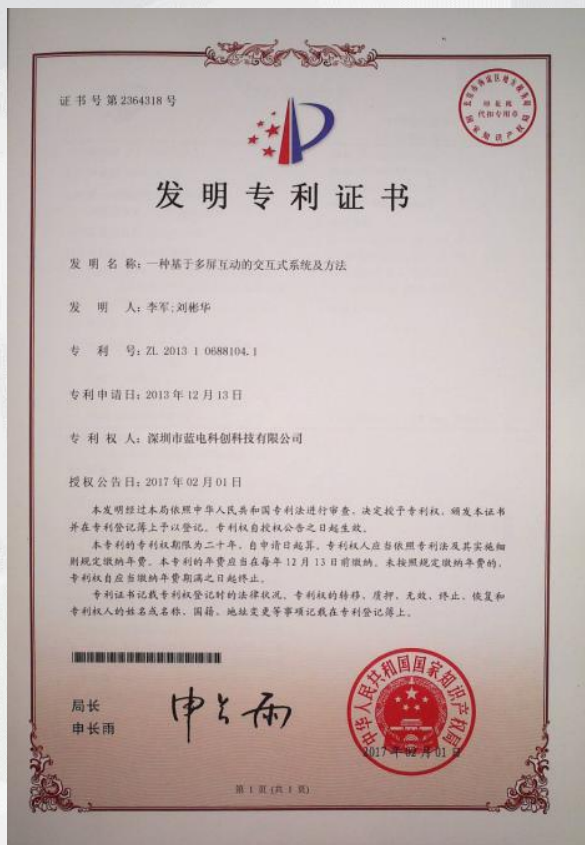 证书号第2364318号
印花税
代扣专用章
国家知识产权局
发明专利证书
发明名称：一种基于多屏互动的交互式系统及方法
发明人：李军;刘彬华
专利号：ZL 2013 1 0688104.1
专利申请日：2013年12月13日
专利权人：深圳市蓝电科创科技有限公司
授权公告日：2017年02月01日
本发明经过本局依照中华人民共和国专利法进行审查，决定授予专利权，颁发本证书
并在专利登记簿上予以登记。专利权自授权公告之日起生效。
本专利的专利权期限为二十年，自申请日起算。专利权人应当依照专利法及其实施细
则规定缴纳年费。本专利的年费应当在每年12月13日前缴纳。未按照规定缴纳年费的，
专利权自应当缴纳年费期满之日起终止。
专利证书记载专利权登记时的法律状况。专利权的转移、质押、无效、终止、恢复和
专利权人的姓名或名称、国籍、地址变更等事项记载在专利登记簿上。
局长
申长雨
申长雨
中华人民共和国国家知识产权局
2017年02月01日
第1页(共1页)